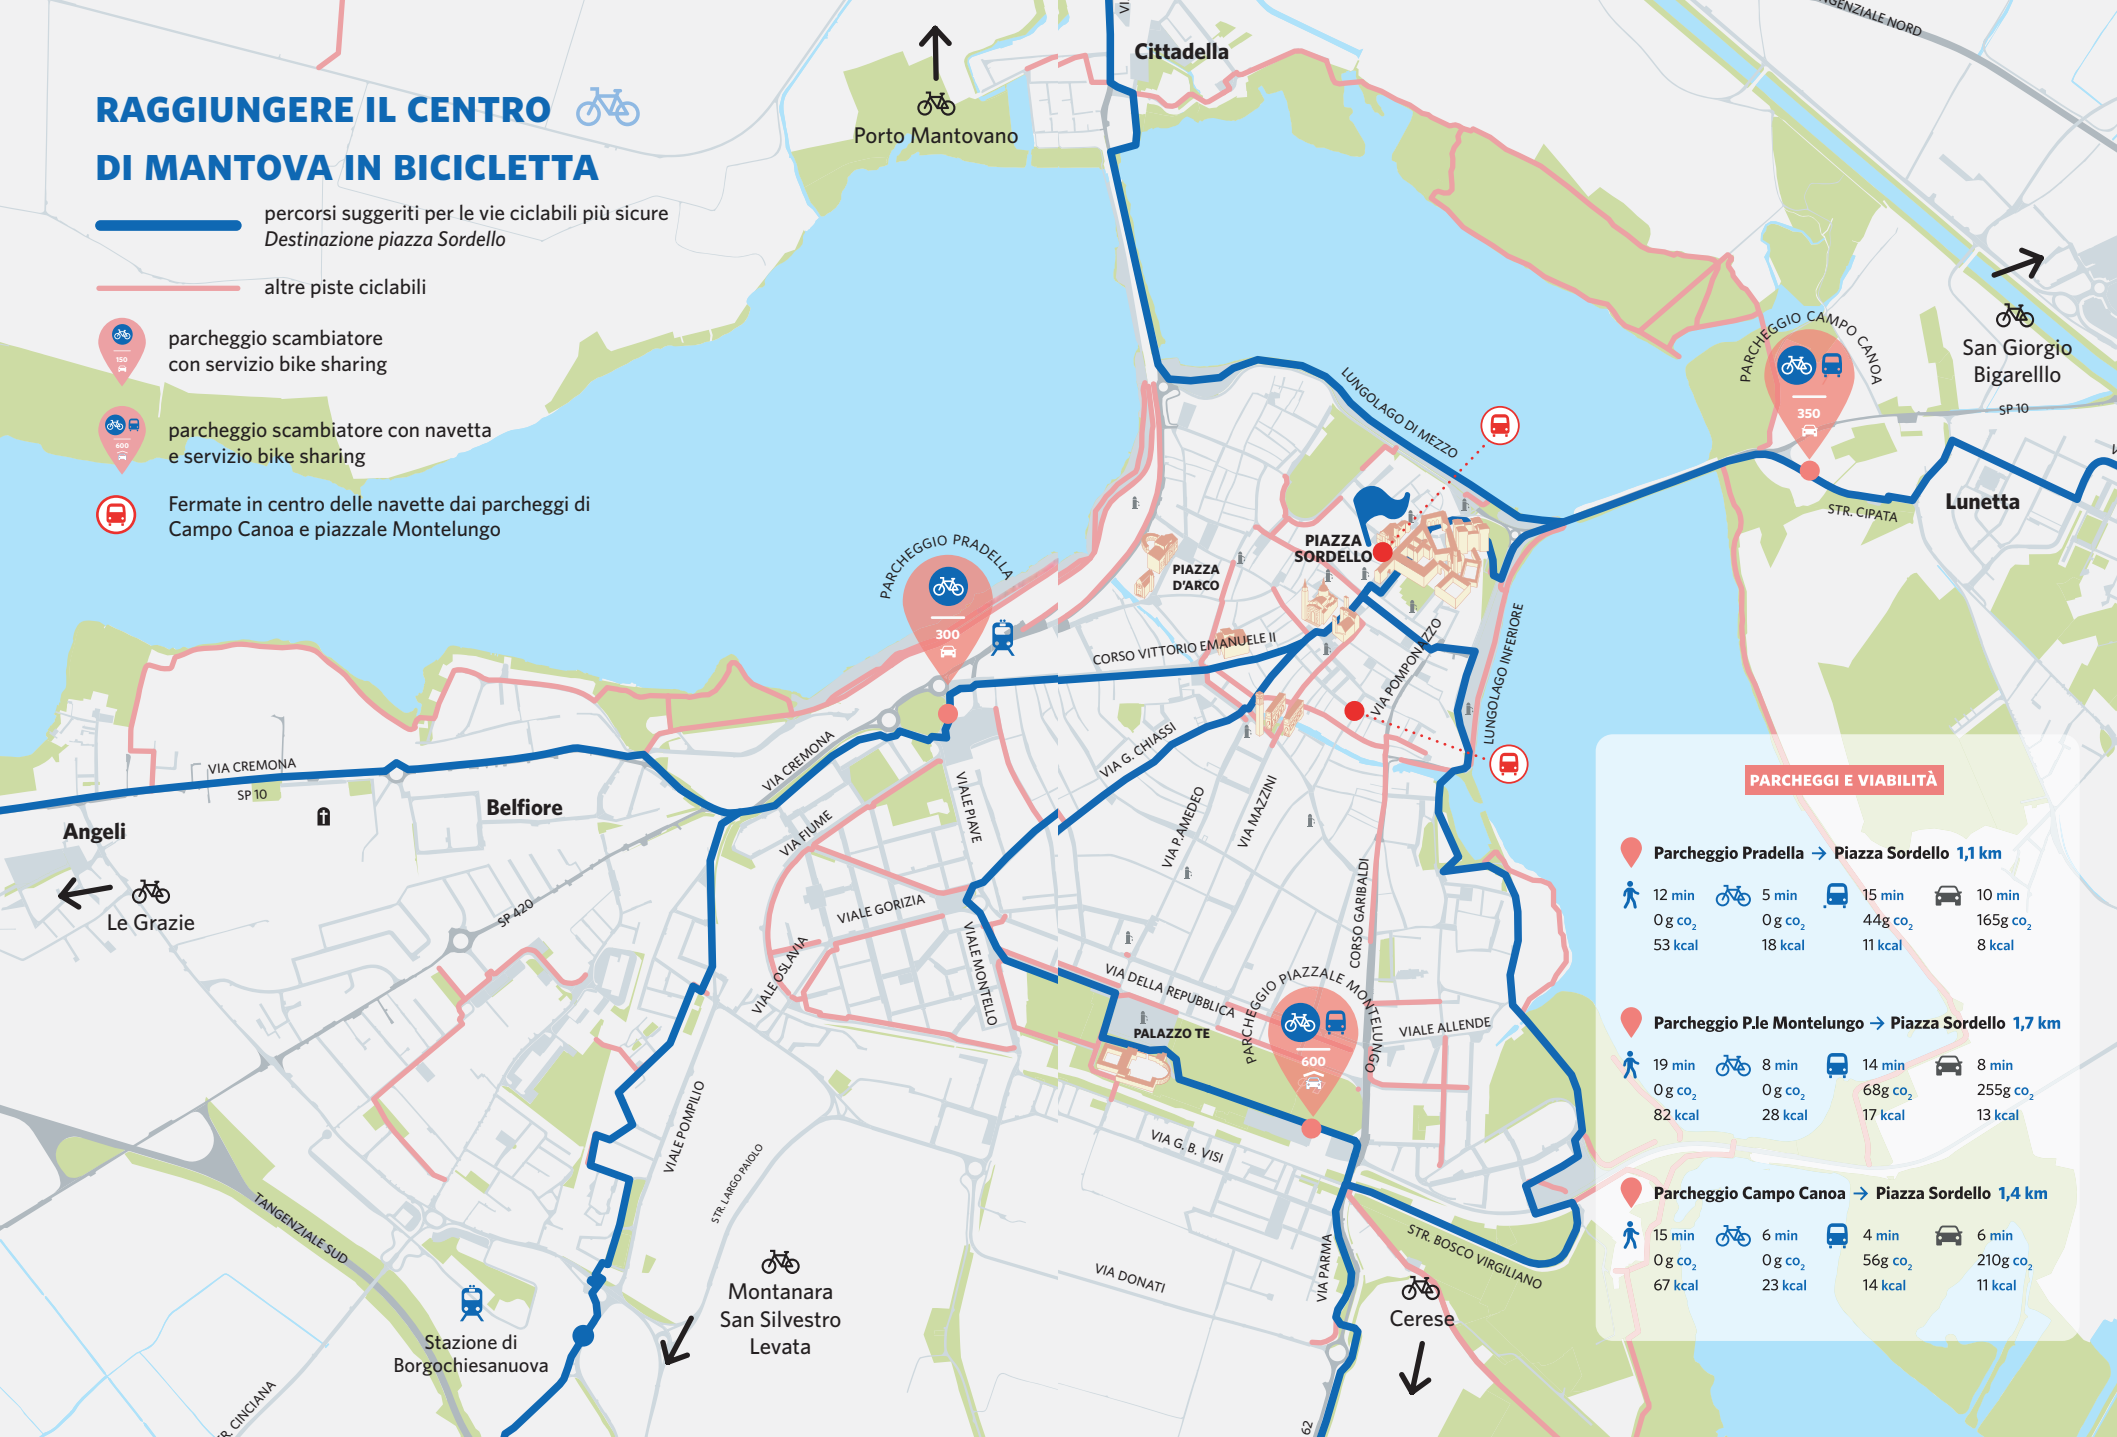 RAGGIUNGERE IL CENTRO
DI MANTOVA IN BICICLETTA
percorsi suggeriti per le vie ciclabili più sicure
Destinazione piazza Sordello
altre piste ciclabili
150
parcheggio scambiatore
con servizio bike sharing
600
parcheggio scambiatore con navetta
e servizio bike sharing
Fermate in centro delle navette dai parcheggi di
Campo Canoa e piazzale Montelungo
Porto Mantovano
Cittadella
VI
GENZIALE NORD
PARCHEGGIO CAMPO CANOA
350
San Giorgio
Bigarelllo
SP 10
Lunetta
STR. CIPATA
LUNGOLAGO DI MEZZO
PIAZZA
SORDELLO
PIAZZA
D'ARCO
PARCHEGGIO PRADELLA
300
CORSO VITTORIO EMANUELE II
VIA POMPONAZZO
LUNGOLAGO INFERIORE
VIA G. CHIASSI
VIA CREMONA
SP 10
VIA CREMONA
Angeli
Belfiore
Le Grazie
SP 420
VIA FIUME
VIALE PIAVE
VIALE GORIZIA
VIALE OSLAVIA
VIALE MONTELLO
VIA P.AMEDEO
VIA MAZZINI
CORSO GARIBALDI
VIA DELLA REPUBBLICA
PALAZZO TE
PARCHEGGIO PIAZZALE MONTELUNGO
600
VIALE ALLENDE
VIA G. B. VISI
VIALE POMPILIO
STR. LARGO PAIOLO
TANGENZIALE SUD
Stazione di
Borgochiesanuova
R. CINCIANA
Montanara
San Silvestro
Levata
VIA DONATI
VIA PARMA
62
STR. BOSCO VIRGILIANO
Cerese
PARCHEGGI E VIABILITÀ
Parcheggio Pradella → Piazza Sordello 1,1 km
12 min 5 min 15 min 10 min
0 g co2 0 g co2 44g co2 165g co2
53 kcal 18 kcal 11 kcal 8 kcal
Parcheggio P.le Montelungo → Piazza Sordello 1,7 km
19 min 8 min 14 min 8 min
0 g co2 0 g co2 68g co2 255g co2
82 kcal 28 kcal 17 kcal 13 kcal
Parcheggio Campo Canoa → Piazza Sordello 1,4 km
15 min 6 min 4 min 6 min
0 g co2 0 g co2 56g co2 210g co2
67 kcal 23 kcal 14 kcal 11 kcal